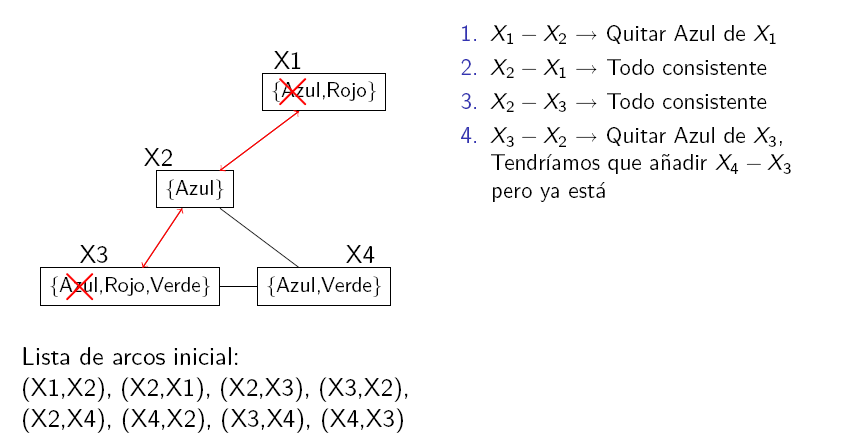 X1
{Azul,Rojo}
X2
{Azul}
X3
{Azul,Rojo,Verde}
X4
{Azul,Verde}
Lista de arcos inicial:
(X1,X2), (X2,X1), (X2,X3), (X3,X2),
(X2,X4), (X4,X2), (X3,X4), (X4,X3)
1. X₁ − X₂ → Quitar Azul de X₁
2. X₂ − X₁ → Todo consistente
3. X₂ − X₃ → Todo consistente
4. X₃ − X₂ → Quitar Azul de X₃,
Tendríamos que añadir X₄ − X₃
pero ya está